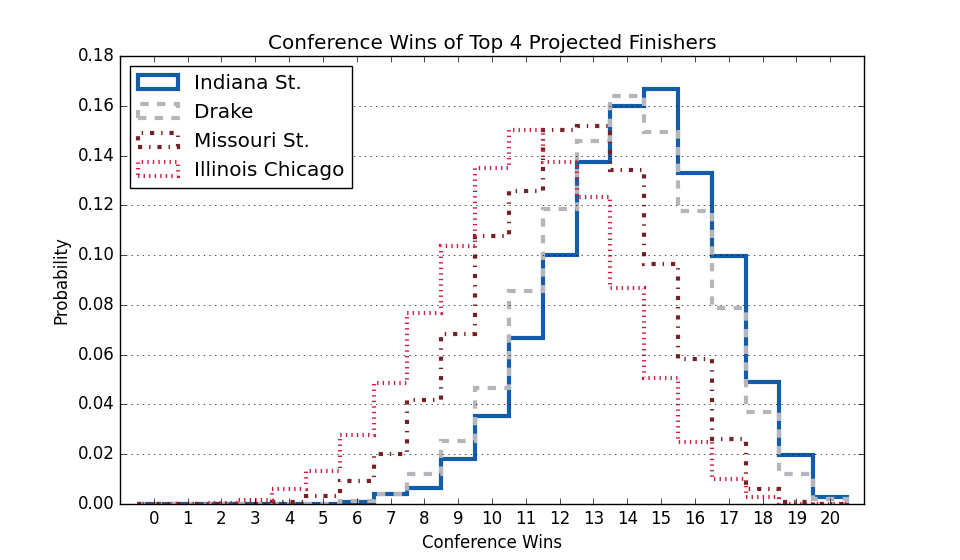 Conference Wins of Top 4 Projected Finishers
0.18
0.16
0.14
0.12
0.10
0.08
0.06
0.04
0.02
0.00
Probability
Indiana St.
Drake
Missouri St.
Illinois Chicago
0 1 2 3 4 5 6 7 8 9 10 11 12 13 14 15 16 17 18 19 20
Conference Wins